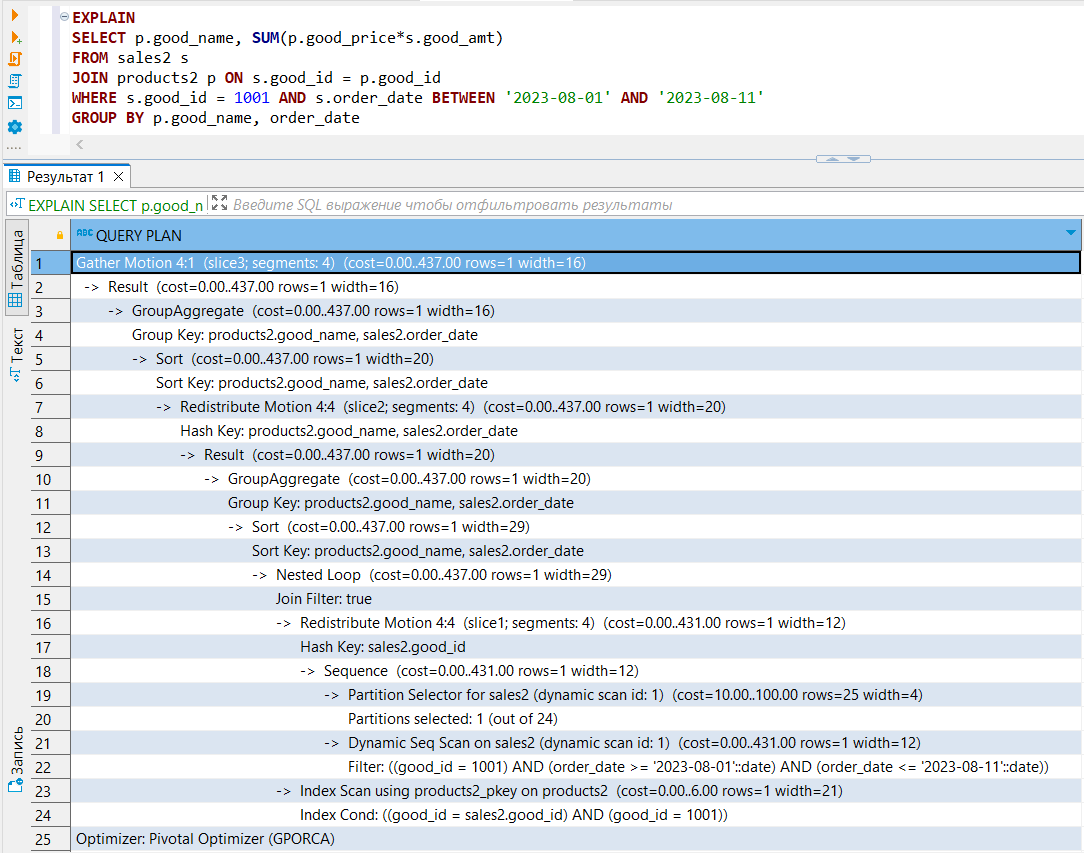 EXPLAIN
SELECT p.good_name, SUM(p.good_price*s.good_amt)
FROM sales2 s
JOIN products2 p ON s.good_id = p.good_id
WHERE s.good_id = 1001 AND s.order_date BETWEEN '2023-08-01' AND '2023-08-11'
GROUP BY p.good_name, order_date
Результат 1
EXPLAIN SELECT p.good_n Введите SQL выражение чтобы отфильтровать результаты
Таблица
Текст
Запись
ABC QUERY PLAN
1 Gather Motion 4:1 (slice3; segments: 4) (cost=0.00..437.00 rows=1 width=16)
2 -> Result (cost=0.00..437.00 rows=1 width=16)
3 -> GroupAggregate (cost=0.00..437.00 rows=1 width=16)
4 Group Key: products2.good_name, sales2.order_date
5 -> Sort (cost=0.00..437.00 rows=1 width=20)
6 Sort Key: products2.good_name, sales2.order_date
7 -> Redistribute Motion 4:4 (slice2; segments: 4) (cost=0.00..437.00 rows=1 width=20)
8 Hash Key: products2.good_name, sales2.order_date
9 -> Result (cost=0.00..437.00 rows=1 width=20)
10 -> GroupAggregate (cost=0.00..437.00 rows=1 width=20)
11 Group Key: products2.good_name, sales2.order_date
12 -> Sort (cost=0.00..437.00 rows=1 width=29)
13 Sort Key: products2.good_name, sales2.order_date
14 -> Nested Loop (cost=0.00..437.00 rows=1 width=29)
15 Join Filter: true
16 -> Redistribute Motion 4:4 (slice1; segments: 4) (cost=0.00..431.00 rows=1 width=12)
17 Hash Key: sales2.good_id
18 -> Sequence (cost=0.00..431.00 rows=1 width=12)
19 -> Partition Selector for sales2 (dynamic scan id: 1) (cost=10.00..100.00 rows=25 width=4)
20 Partitions selected: 1 (out of 24)
21 -> Dynamic Seq Scan on sales2 (dynamic scan id: 1) (cost=0.00..431.00 rows=1 width=12)
22 Filter: ((good_id = 1001) AND (order_date >= '2023-08-01'::date) AND (order_date <= '2023-08-11'::date))
23 -> Index Scan using products2_pkey on products2 (cost=0.00..6.00 rows=1 width=21)
24 Index Cond: ((good_id = sales2.good_id) AND (good_id = 1001))
25 Optimizer: Pivotal Optimizer (GPORCA)